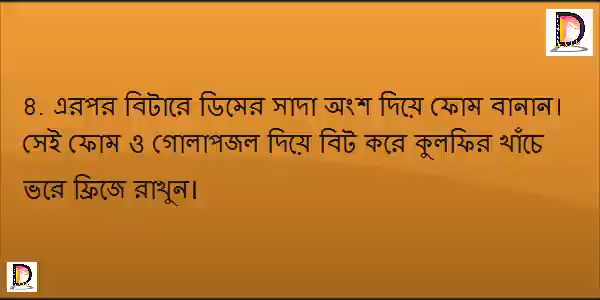 ৪. এরপর বিটারে ডিমের সাদা অংশ দিয়ে ফোম বানান।
সেই ফোম ও গোলাপজল দিয়ে বিট করে কুলফির খাঁচে
ভরে ফ্রিজে রাখুন।